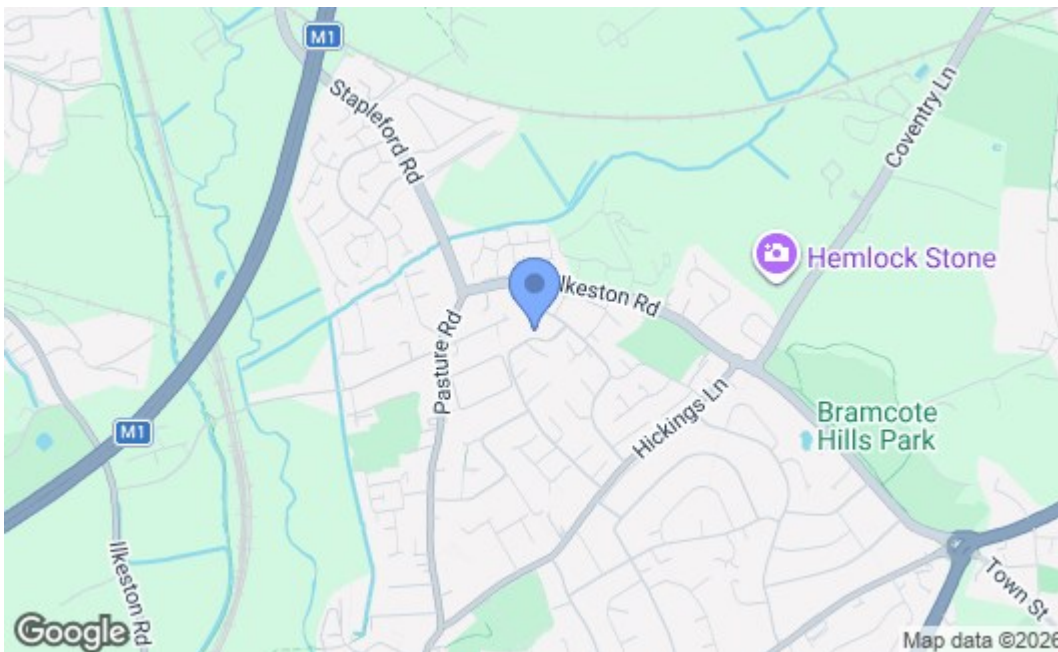 M1
Stapleford Rd
Coventry Ln
Hemlock Stone
lkeston Rd
Pasture Rd
Hickings Ln
Bramcote
Hills Park
M1
Ilkeston Rd
Town St
Google
Map data ©2026